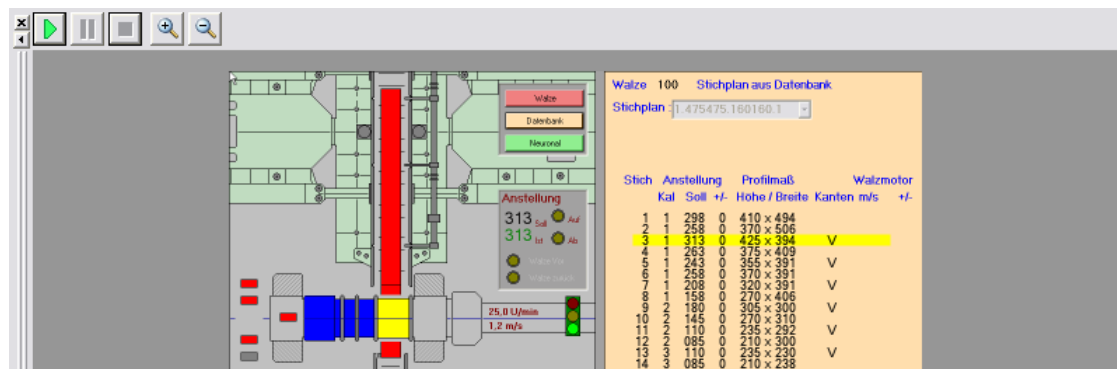 Walze 100 Stichplan aus Datenbank
Stichplan : 1.475475.160160.1
Walze
Datenbank
Neuronal
Anstellung
313 Soll Auf
313 Ist Ab
25,0 U/min
1,2 m/s
Stich Anstellung Profilmaß Walzmotor
Kal Soll +/- Höhe / Breite Kanten m/s +/-
1 1 298 0 410 x 494
2 1 258 0 370 x 506
3 1 313 0 425 x 394 V
4 1 263 0 375 x 409
5 1 243 0 355 x 391 V
6 1 258 0 370 x 391
7 1 208 0 320 x 391 V
8 1 158 0 270 x 406
9 2 180 0 305 x 300 V
10 2 145 0 270 x 310
11 2 110 0 235 x 292 V
12 2 085 0 210 x 300
13 3 110 0 235 x 230 V
14 3 085 0 210 x 238